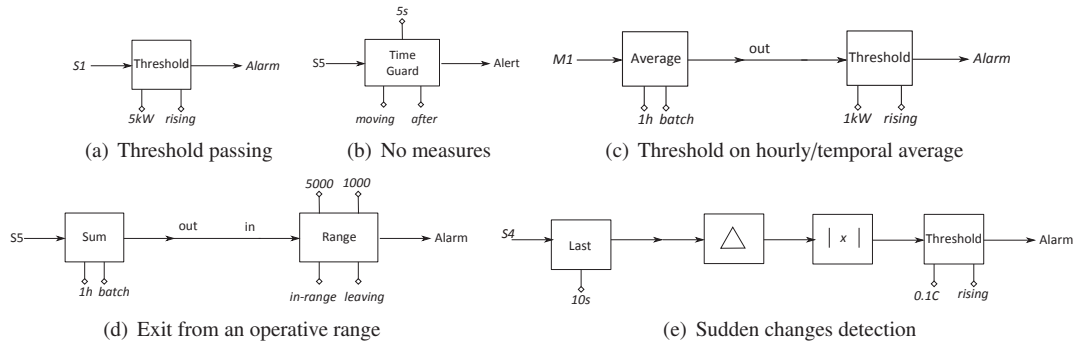 S1
Threshold
Alarm
5kW
rising
(a) Threshold passing
5s
S5
Time
Guard
Alert
moving
after
(b) No measures
M1
Average
out
Threshold
Alarm
1h batch
1kW
rising
(c) Threshold on hourly/temporal average
5000
1000
S5
Sum
out
in
Range
Alarm
1h batch
in-range
leaving
(d) Exit from an operative range
S4
Last
△
| x |
Threshold
Alarm
10s
0.1C
rising
(e) Sudden changes detection